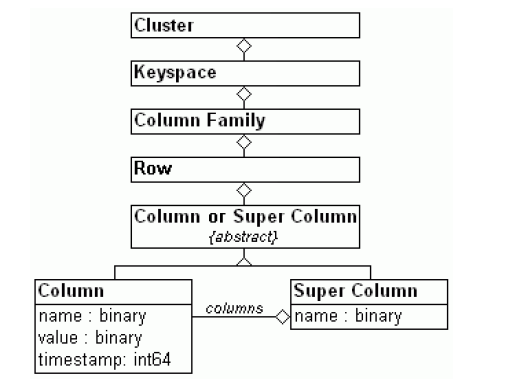 Cluster
Keyspace
Column Family
Row
Column or Super Column
{abstract}
Column
name : binary
value : binary
timestamp: int64
columns
Super Column
name : binary